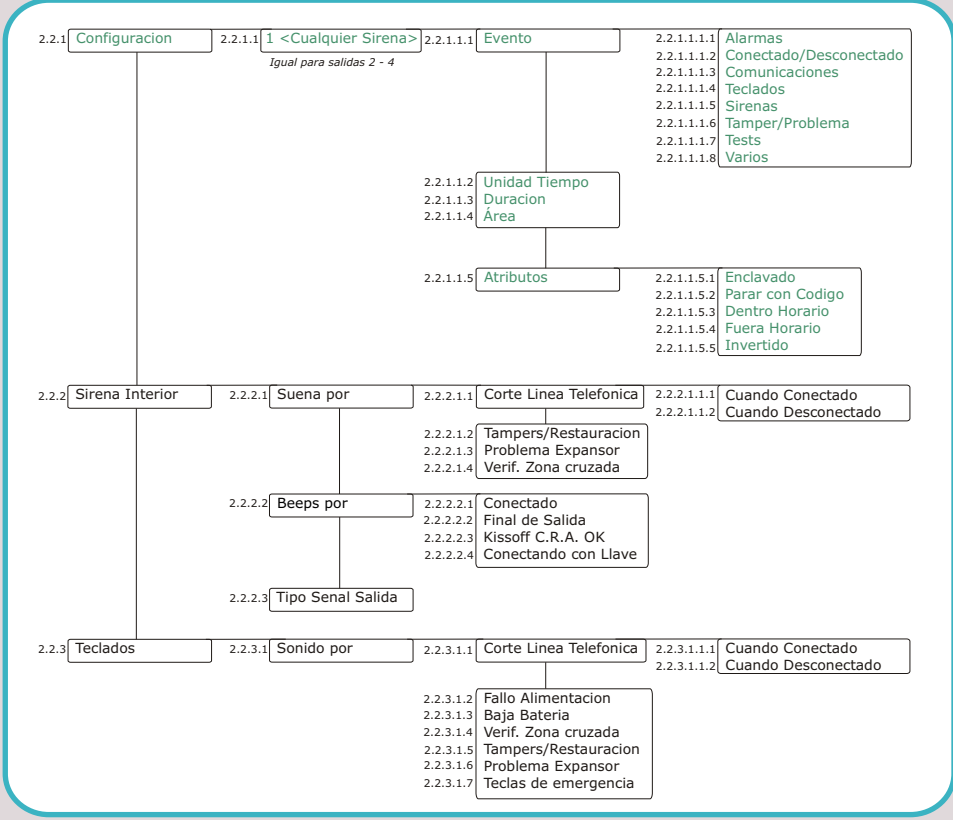 2.2.1 Configuracion 2.2.1.1 1 <Cualquier Sirena> 2.2.1.1.1 Evento 2.2.1.1.1.1 Alarmas
Igual para salidas 2 - 4
2.2.1.1.1.2 Conectado/Desconectado
2.2.1.1.1.3 Comunicaciones
2.2.1.1.1.4 Teclados
2.2.1.1.1.5 Sirenas
2.2.1.1.1.6 Tamper/Problema
2.2.1.1.1.7 Tests
2.2.1.1.1.8 Varios
2.2.1.1.2 Unidad Tiempo
2.2.1.1.3 Duracion
2.2.1.1.4 Área
2.2.1.1.5 Atributos 2.2.1.1.5.1 Enclavado
2.2.1.1.5.2 Parar con Codigo
2.2.1.1.5.3 Dentro Horario
2.2.1.1.5.4 Fuera Horario
2.2.1.1.5.5 Invertido
2.2.2 Sirena Interior 2.2.2.1 Suena por 2.2.2.1.1 Corte Linea Telefonica 2.2.2.1.1.1 Cuando Conectado
2.2.2.1.1.2 Cuando Desconectado
2.2.2.1.2 Tampers/Restauracion
2.2.2.1.3 Problema Expansor
2.2.2.1.4 Verif. Zona cruzada
2.2.2.2 Beeps por 2.2.2.2.1 Conectado
2.2.2.2.2 Final de Salida
2.2.2.2.3 Kissoff C.R.A. OK
2.2.2.2.4 Conectando con Llave
2.2.2.3 Tipo Senal Salida
2.2.3 Teclados 2.2.3.1 Sonido por 2.2.3.1.1 Corte Linea Telefonica 2.2.3.1.1.1 Cuando Conectado
2.2.3.1.1.2 Cuando Desconectado
2.2.3.1.2 Fallo Alimentacion
2.2.3.1.3 Baja Bateria
2.2.3.1.4 Verif. Zona cruzada
2.2.3.1.5 Tampers/Restauracion
2.2.3.1.6 Problema Expansor
2.2.3.1.7 Teclas de emergencia